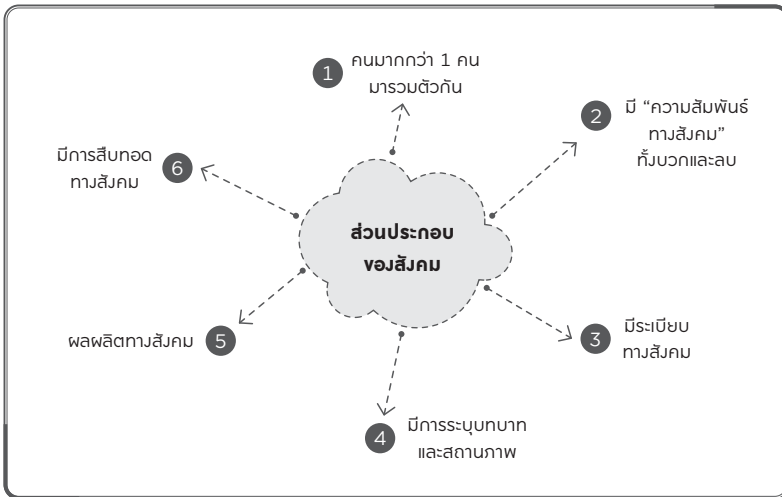 1 คนมากกว่า 1 คน
มารวมตัวกัน
2 มี “ความสัมพันธ์
ทางสังคม”
ทั้งบวกและลบ
6 มีการสืบทอด
ทางสังคม
ส่วนประกอบ
ของสังคม
5 ผลผลิตทางสังคม
3 มีระเบียบ
ทางสังคม
4 มีการระบุบทบาท
และสถานภาพ